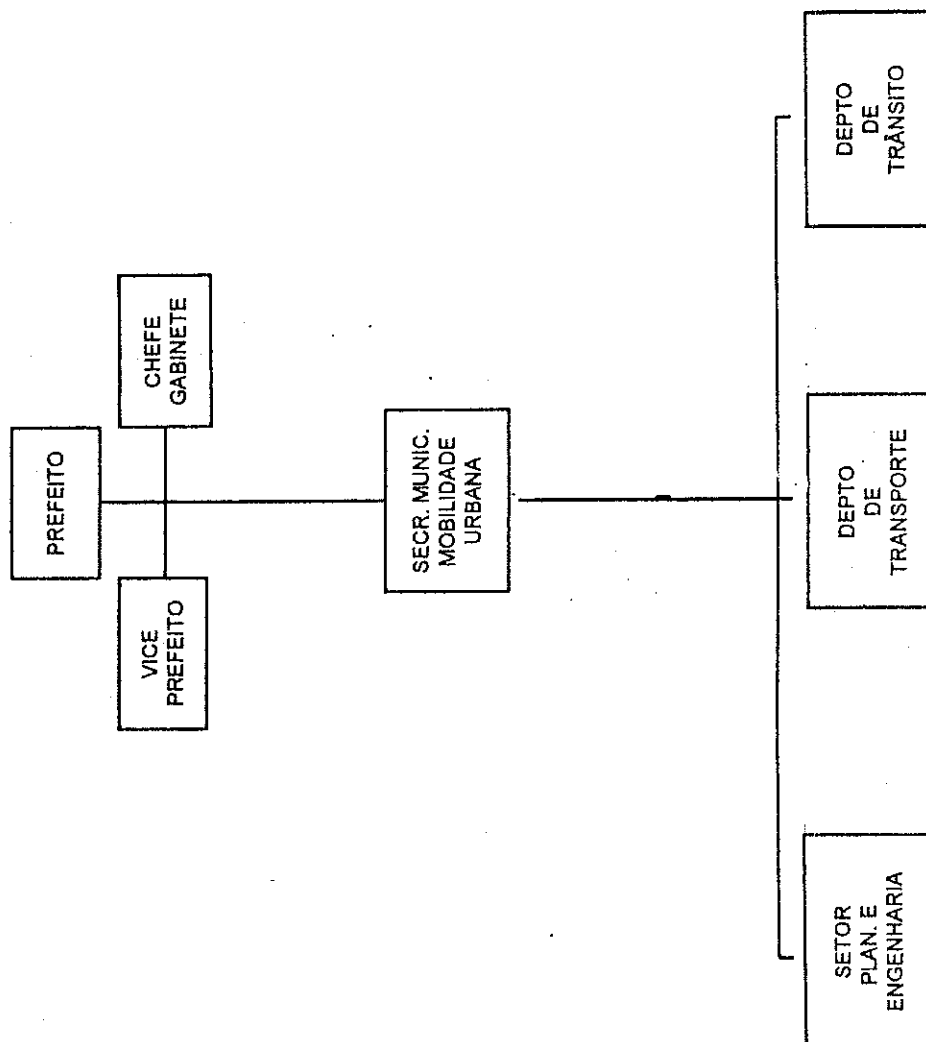 PREFEITO
VICE
PREFEITO
CHEFE
GABINETE
SECR. MUNIC.
MOBILIDADE
URBANA
SETOR
PLAN. E
ENGENHARIA
DEPTO
DE
TRANSPORTE
DEPTO
DE
TRÂNSITO